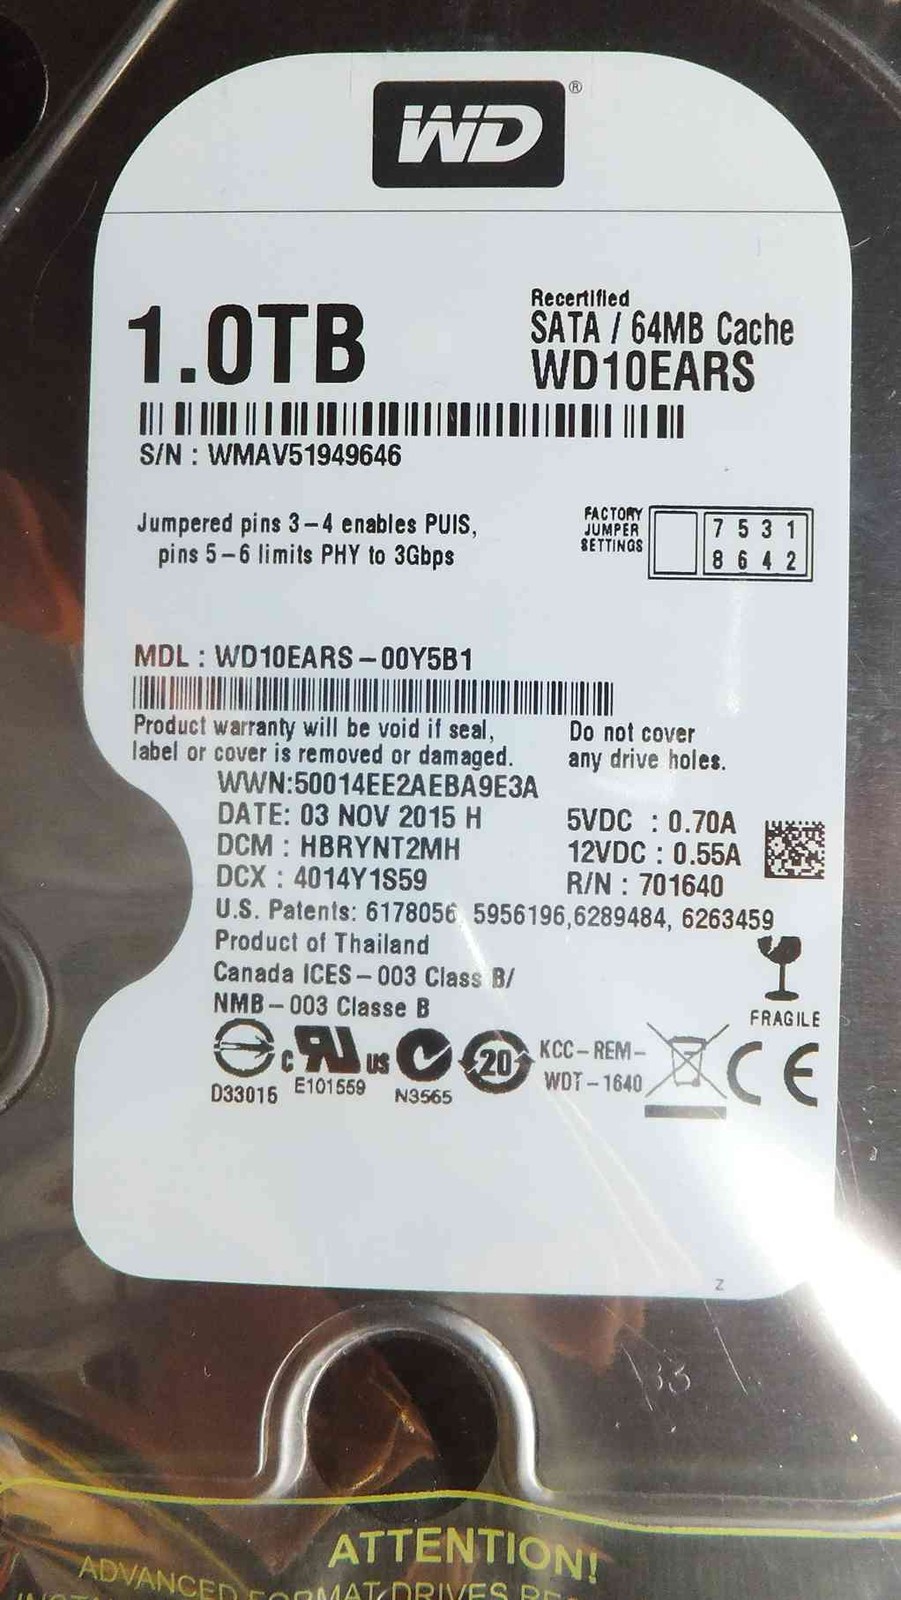 WD®
Recertified
1.0TB
SATA / 64MB Cache
WD10EARS
S/N : WMAV51949646
Jumpered pins 3-4 enables PUIS,
pins 5-6 limits PHY to 3Gbps
FACTORY
JUMPER
SETTINGS
7 5 3 1
8 6 4 2
MDL : WD10EARS-00Y5B1
Product warranty will be void if seal,
label or cover is removed or damaged.
Do not cover
any drive holes.
WWN:50014EE2AEBA9E3A
DATE: 03 NOV 2015 H
DCM : HBRYNT2MH
DCX : 4014Y1S59
5VDC : 0.70A
12VDC : 0.55A
R/N : 701640
U.S. Patents: 6178056, 5956196,6289484, 6263459
Product of Thailand
Canada ICES-003 Class B/
NMB-003 Classe B
FRAGILE
D33015
c RU us
E101559
N3565
20
KCC-REM-
WDT-1640
CE
Z
ATTENTION!
ADVANCED FORMAT DRIVES